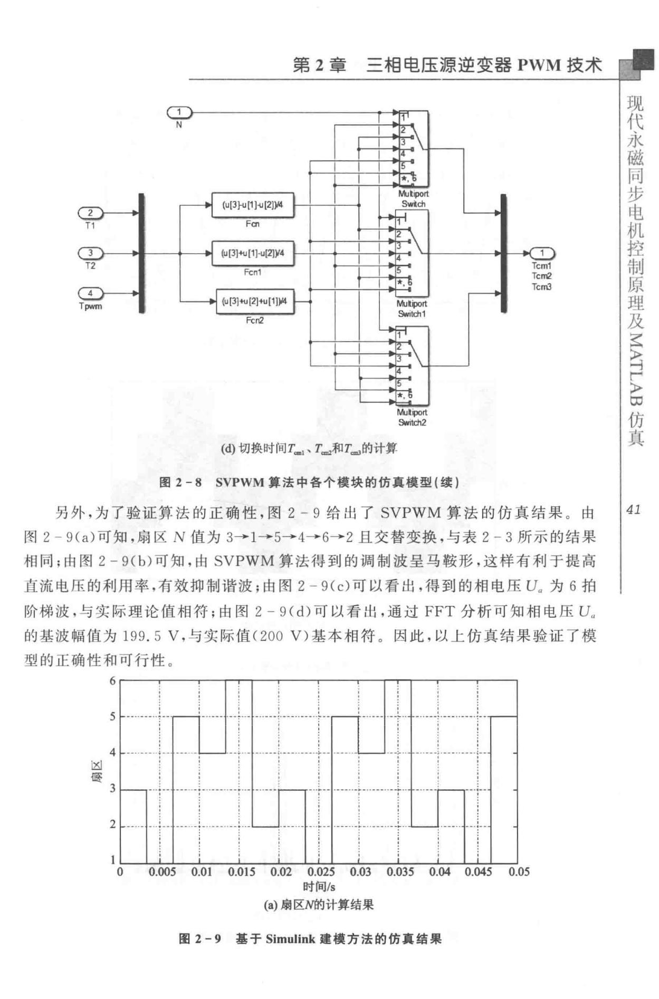 第 2 章 三相电压源逆变器 PWM 技术
现代永磁同步电机控制原理及MATLAB仿真
41
1
N
2
T1
3
T2
4
Tpwm
(u[3]-u[1]-u[2])/4
Fcn
(u[3]+u[1]-u[2])/4
Fcn1
(u[3]+u[2]+u[1])/4
Fcn2
1
2
3
4
5
*, 6
Multiport
Switch
1
2
3
4
5
*, 6
Multiport
Switch1
1
2
3
4
5
*, 6
Multiport
Switch2
1
Tcm1
Tcm2
Tcm3
(d) 切换时间Tcm1、Tcm2和Tcm3的计算
图 2-8 SVPWM 算法中各个模块的仿真模型(续)
另外,为了验证算法的正确性,图 2-9 给出了 SVPWM 算法的仿真结果。由
图 2-9(a)可知,扇区 N 值为 3→1→5→4→6→2 且交替变换,与表 2-3 所示的结果
相同;由图 2-9(b)可知,由 SVPWM 算法得到的调制波呈马鞍形,这样有利于提高
直流电压的利用率,有效抑制谐波;由图 2-9(c)可以看出,得到的相电压 Ua 为 6 拍
阶梯波,与实际理论值相符;由图 2-9(d)可以看出,通过 FFT 分析可知相电压 Ua
的基波幅值为 199.5 V,与实际值(200 V)基本相符。因此,以上仿真结果验证了模
型的正确性和可行性。
6
5
4
3
2
1
扇区
0 0.005 0.01 0.015 0.02 0.025 0.03 0.035 0.04 0.045 0.05
时间/s
(a) 扇区N的计算结果
图 2-9 基于 Simulink 建模方法的仿真结果